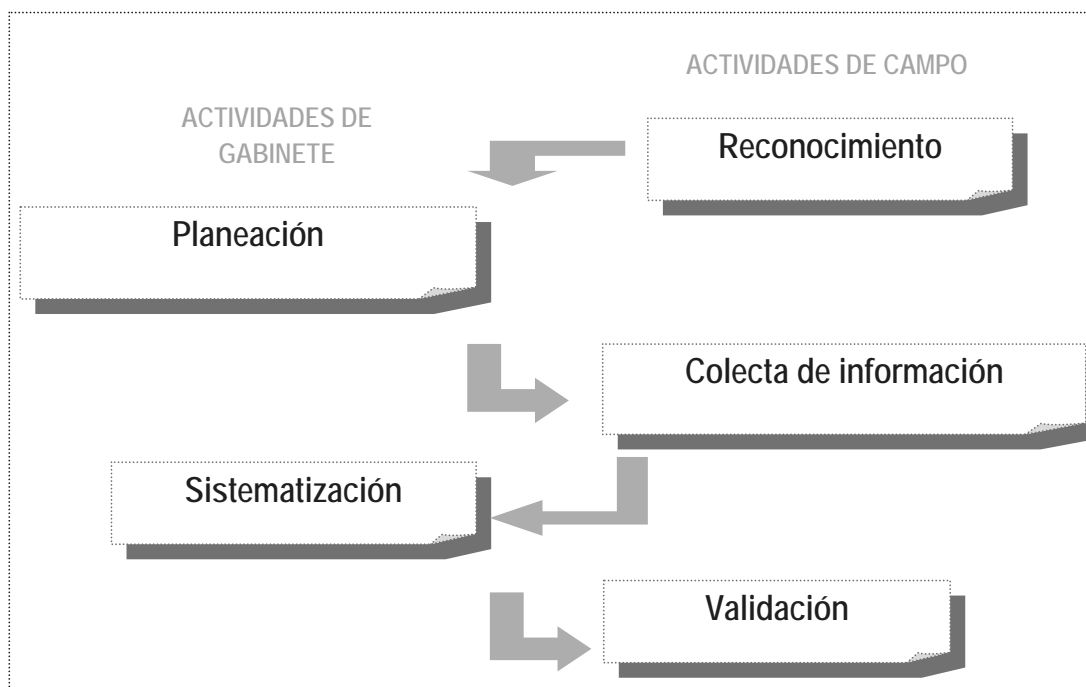 ACTIVIDADES DE CAMPO
ACTIVIDADES DE
GABINETE
Reconocimiento
Planeación
Colecta de información
Sistematización
Validación